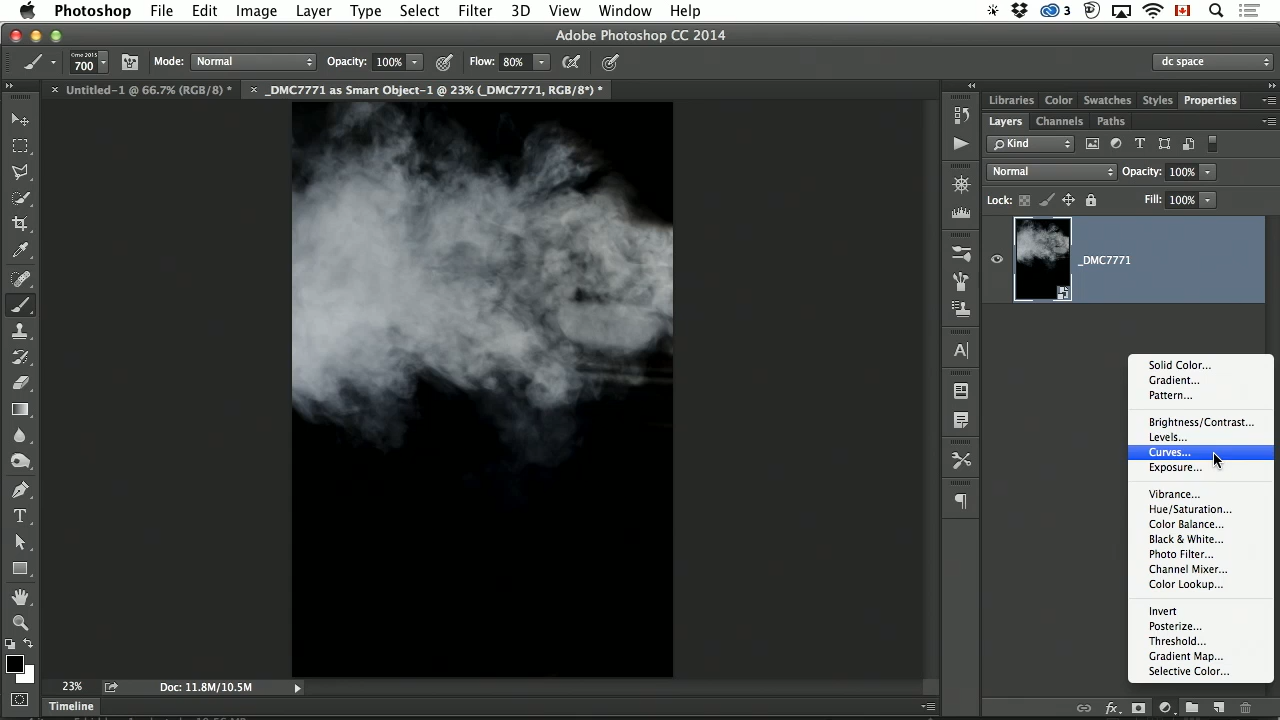 Photoshop File Edit Image Layer Type Select Filter 3D View Window Help 3
Adobe Photoshop CC 2014
700 Mode: Normal Opacity: 100% Flow: 80% dc space
Untitled-1 @ 66.7% (RGB/8) * _DMC7771 as Smart Object-1 @ 23% (_DMC7771, RGB/8*) *
Libraries Color Swatches Styles Properties
Layers Channels Paths
Kind
Normal Opacity: 100%
Lock: Fill: 100%
_DMC7771
Solid Color...
Gradient...
Pattern...
Brightness/Contrast...
Levels...
Curves...
Exposure...
Vibrance...
Hue/Saturation...
Color Balance...
Black & White...
Photo Filter...
Channel Mixer...
Color Lookup...
Invert
Posterize...
Threshold...
Gradient Map...
Selective Color...
23% Doc: 11.8M/10.5M
Timeline